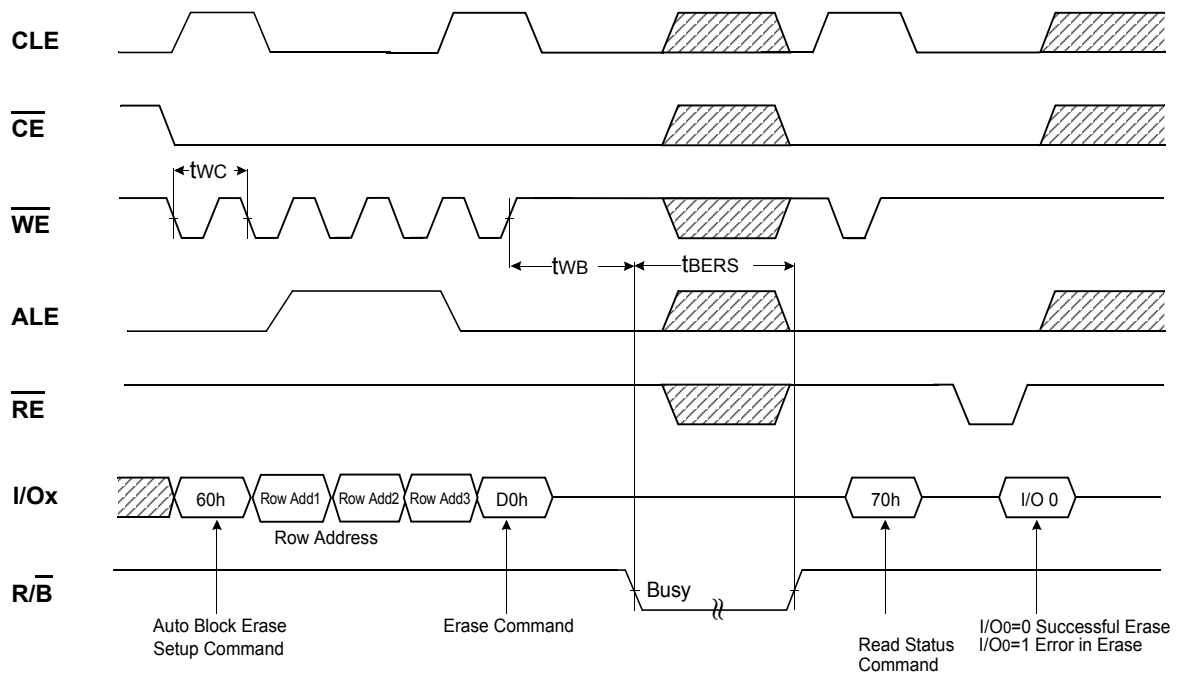 CLE
CE
tWC
WE
tWB
tBERS
ALE
RE
I/Ox
60h
Row Add1
Row Add2
Row Add3
D0h
70h
I/O 0
Row Address
R/B
Busy
Auto Block Erase
Setup Command
Erase Command
Read Status
Command
I/O0=0 Successful Erase
I/O0=1 Error in Erase